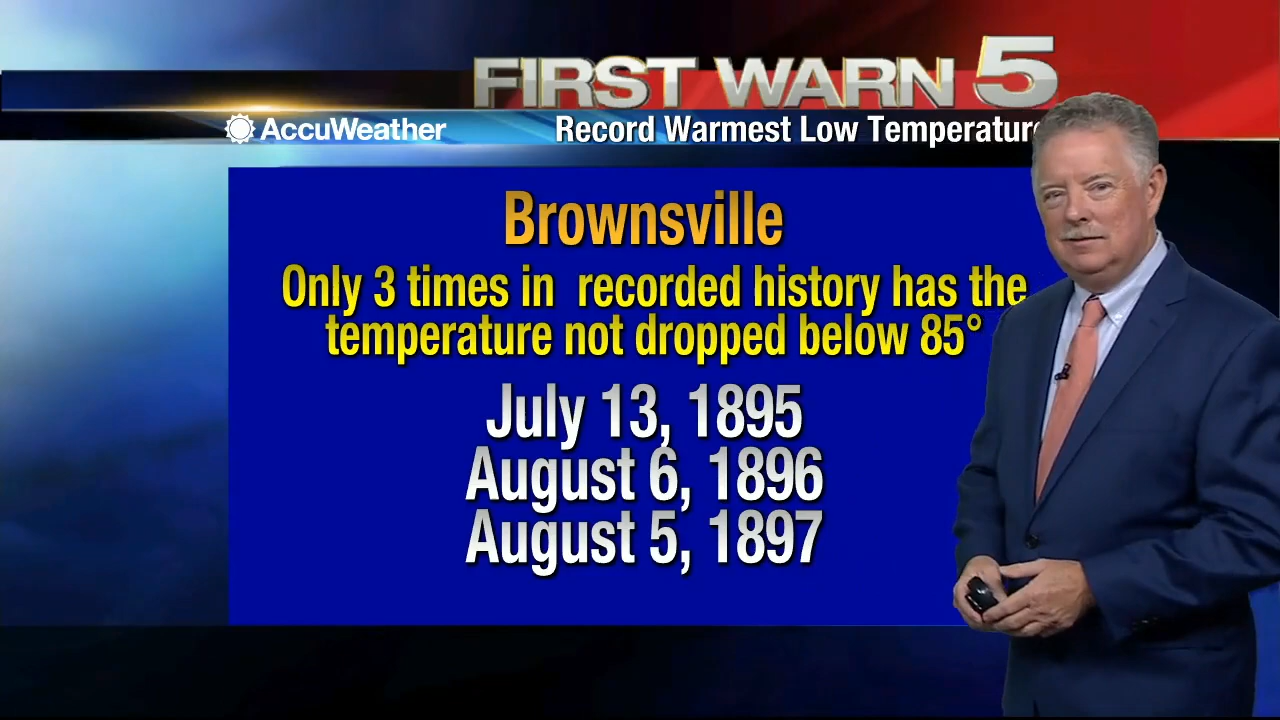 FIRST WARN 5
AccuWeather
Record Warmest Low Temperature
Brownsville
Only 3 times in recorded history has the
temperature not dropped below 85°
July 13, 1895
August 6, 1896
August 5, 1897